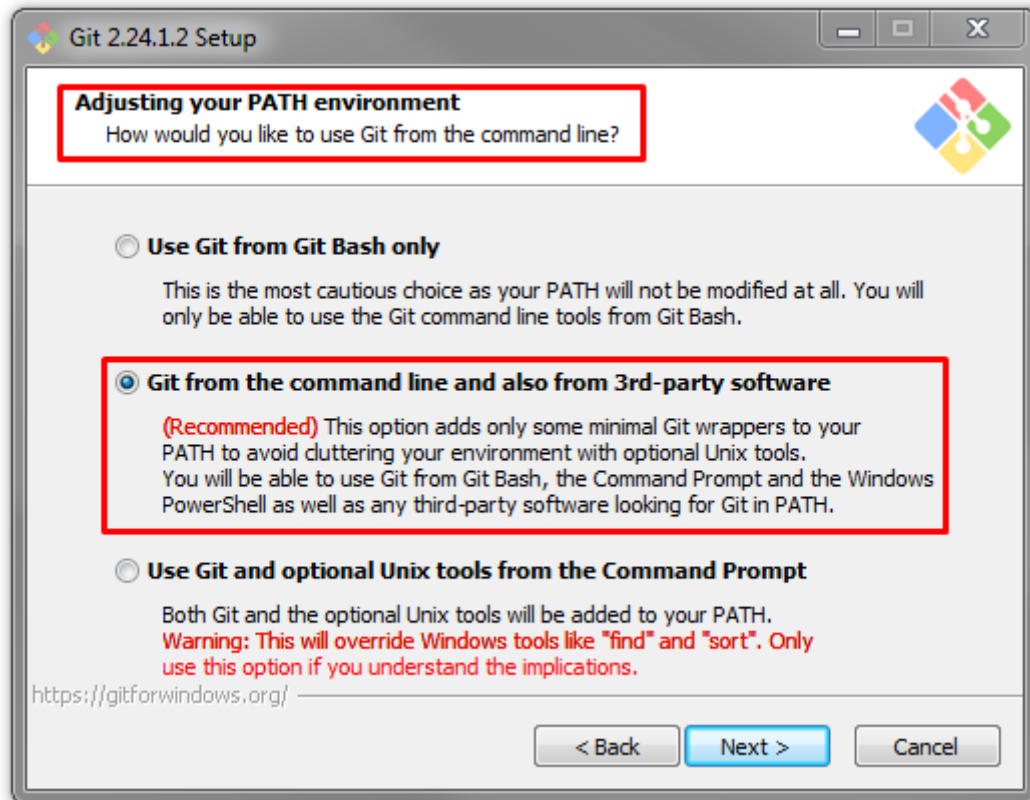 Git 2.24.1.2 Setup
Adjusting your PATH environment
How would you like to use Git from the command line?
Use Git from Git Bash only
This is the most cautious choice as your PATH will not be modified at all. You will
only be able to use the Git command line tools from Git Bash.
Git from the command line and also from 3rd-party software
(Recommended) This option adds only some minimal Git wrappers to your
PATH to avoid cluttering your environment with optional Unix tools.
You will be able to use Git from Git Bash, the Command Prompt and the Windows
PowerShell as well as any third-party software looking for Git in PATH.
Use Git and optional Unix tools from the Command Prompt
Both Git and the optional Unix tools will be added to your PATH.
Warning: This will override Windows tools like "find" and "sort". Only
use this option if you understand the implications.
https://gitforwindows.org/
< Back
Next >
Cancel